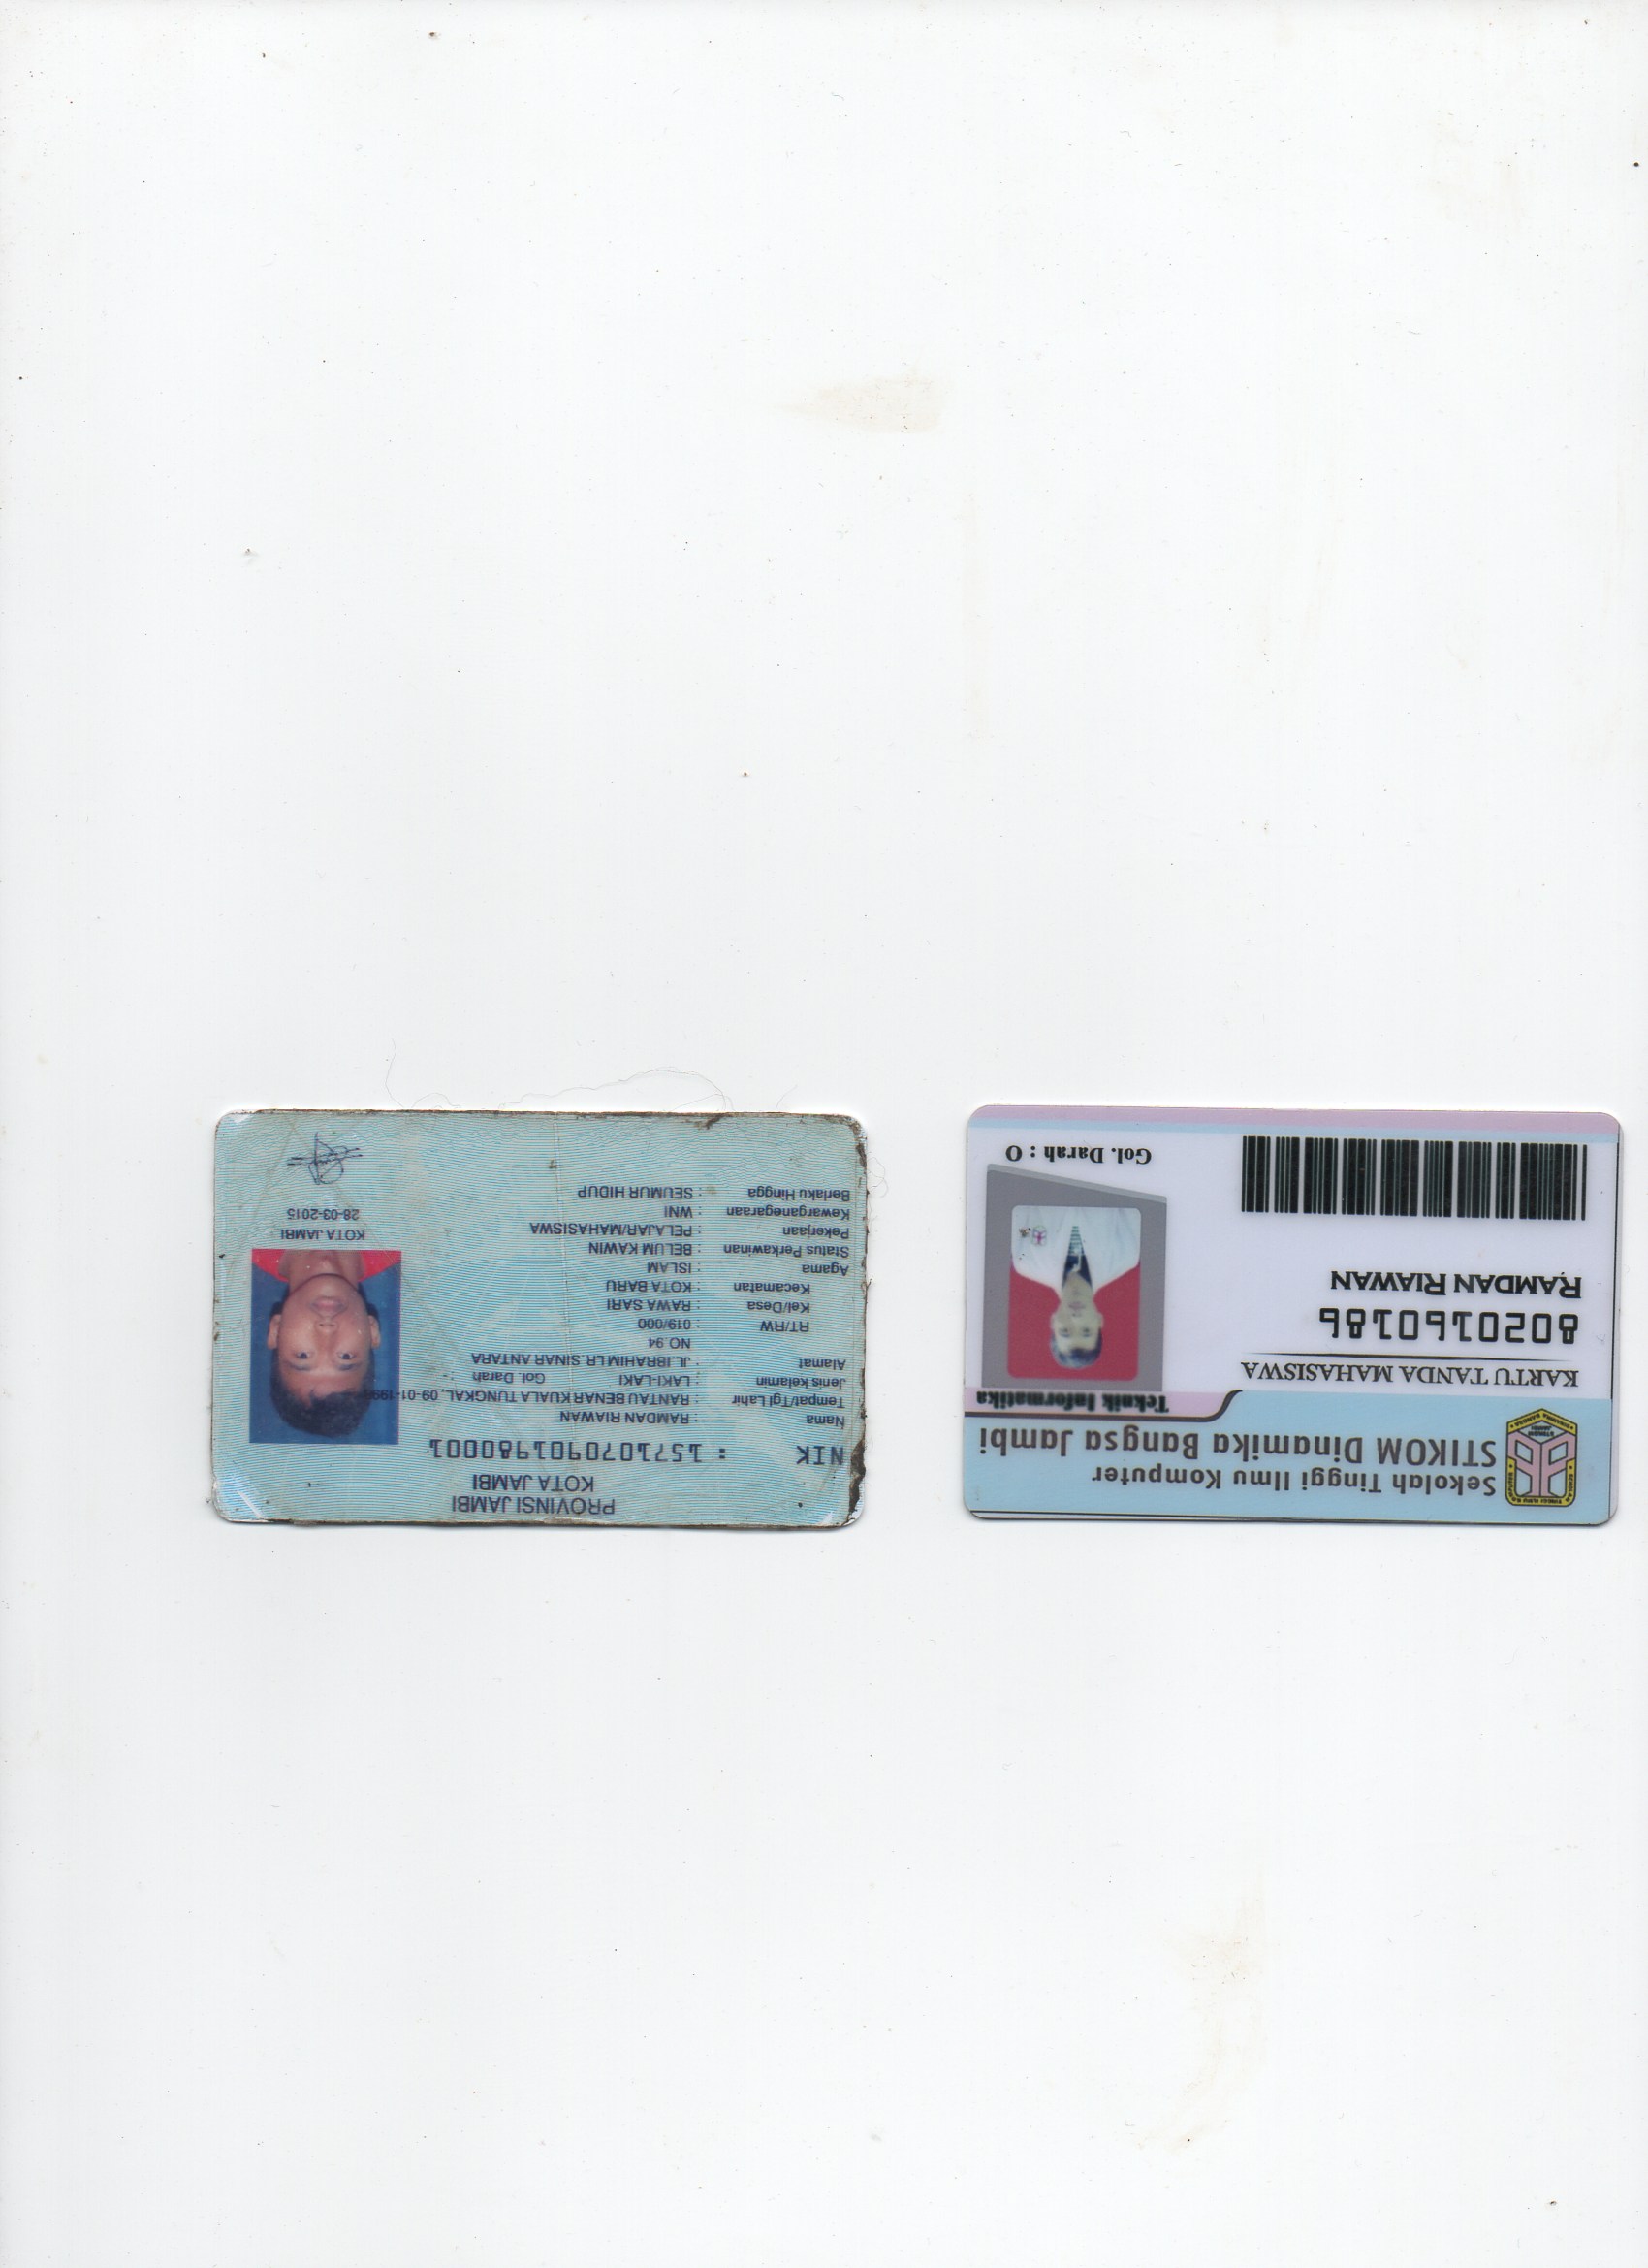 Sekolah Tinggi Ilmu Komputer
STIKOM Dinamika Bangsa Jambi
Teknik Informatika
KARTU TANDA MAHASISWA
8020160186
RAMDAN RIAWAN
Gol. Darah : O
PROVINSI JAMBI
KOTA JAMBI
NIK : 1571070901980001
Nama : RAMDAN RIAWAN
Tempat/Tgl Lahir : RANTAU BENAR KUALA TUNGKAL, 09-01-199
Jenis kelamin : LAKI-LAKI Gol. Darah : -
Alamat : JL. IBRAHIM LR SINAR ANTARA
NO.94
RT/RW : 019/000
Kel/Desa : RAWA SARI
Kecamatan : KOTA BARU
Agama : ISLAM
Status Perkawinan : BELUM KAWIN
Pekerjaan : PELAJAR/MAHASISWA
Kewarganegaraan : WNI
Berlaku Hingga : SEUMUR HIDUP
KOTA JAMBI
28-03-2015